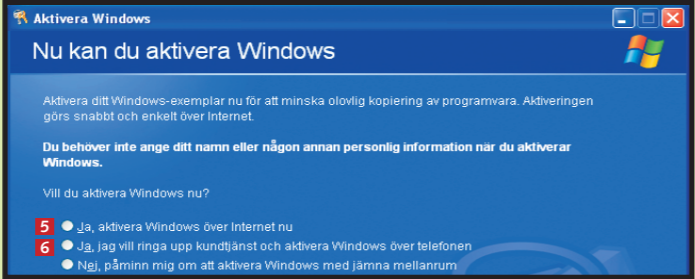 Aktivera Windows
Nu kan du aktivera Windows
Aktivera ditt Windows-exemplar nu för att minska olovlig kopiering av programvara. Aktiveringen
görs snabbt och enkelt över Internet.
Du behöver inte ange ditt namn eller någon annan personlig information när du aktiverar
Windows.
Vill du aktivera Windows nu?
5 Ja, aktivera Windows över Internet nu
6 Ja, jag vill ringa upp kundtjänst och aktivera Windows över telefonen
Nej, påminn mig om att aktivera Windows med jämna mellanrum